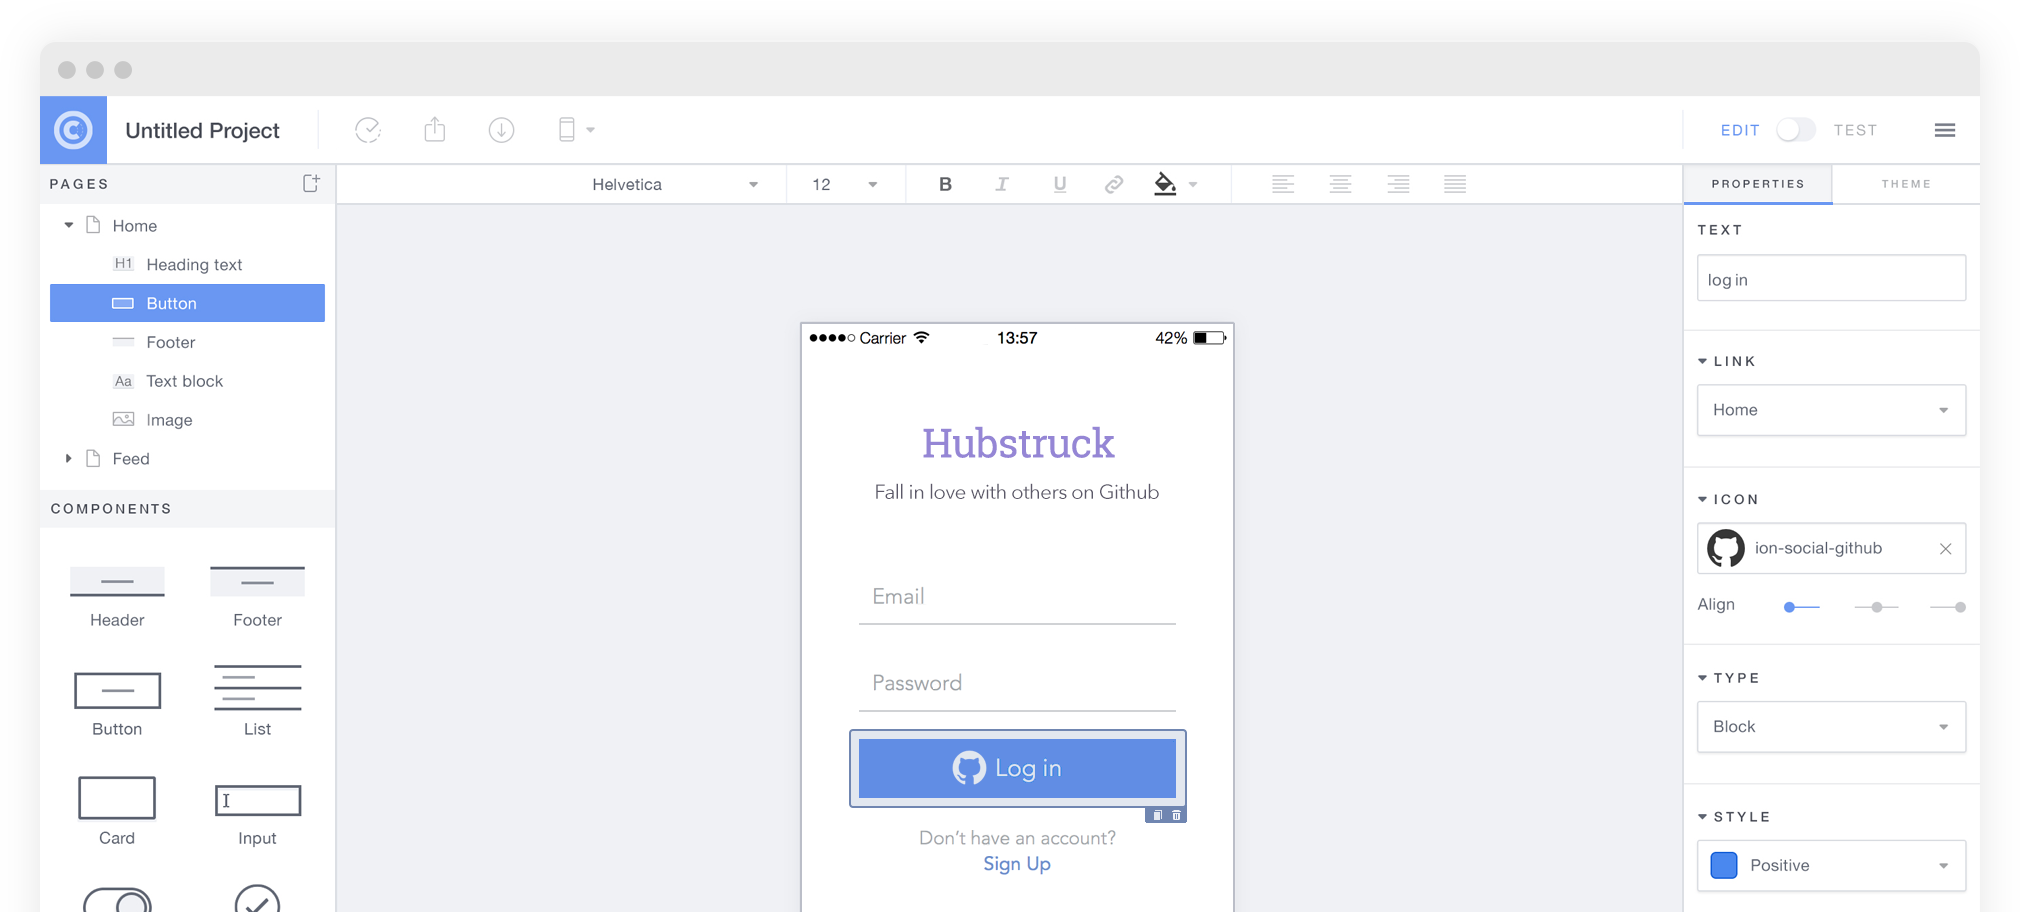 Untitled Project
EDIT
TEST
PAGES
Helvetica
12
B
I
U
PROPERTIES
THEME
Home
H1 Heading text
Button
Footer
Aa Text block
Image
Feed
COMPONENTS
Header
Footer
Button
List
Card
Input
Carrier
13:57
42%
Hubstruck
Fall in love with others on Github
Email
Password
Log in
Don't have an account?
Sign Up
TEXT
log in
LINK
Home
ICON
ion-social-github
Align
TYPE
Block
STYLE
Positive